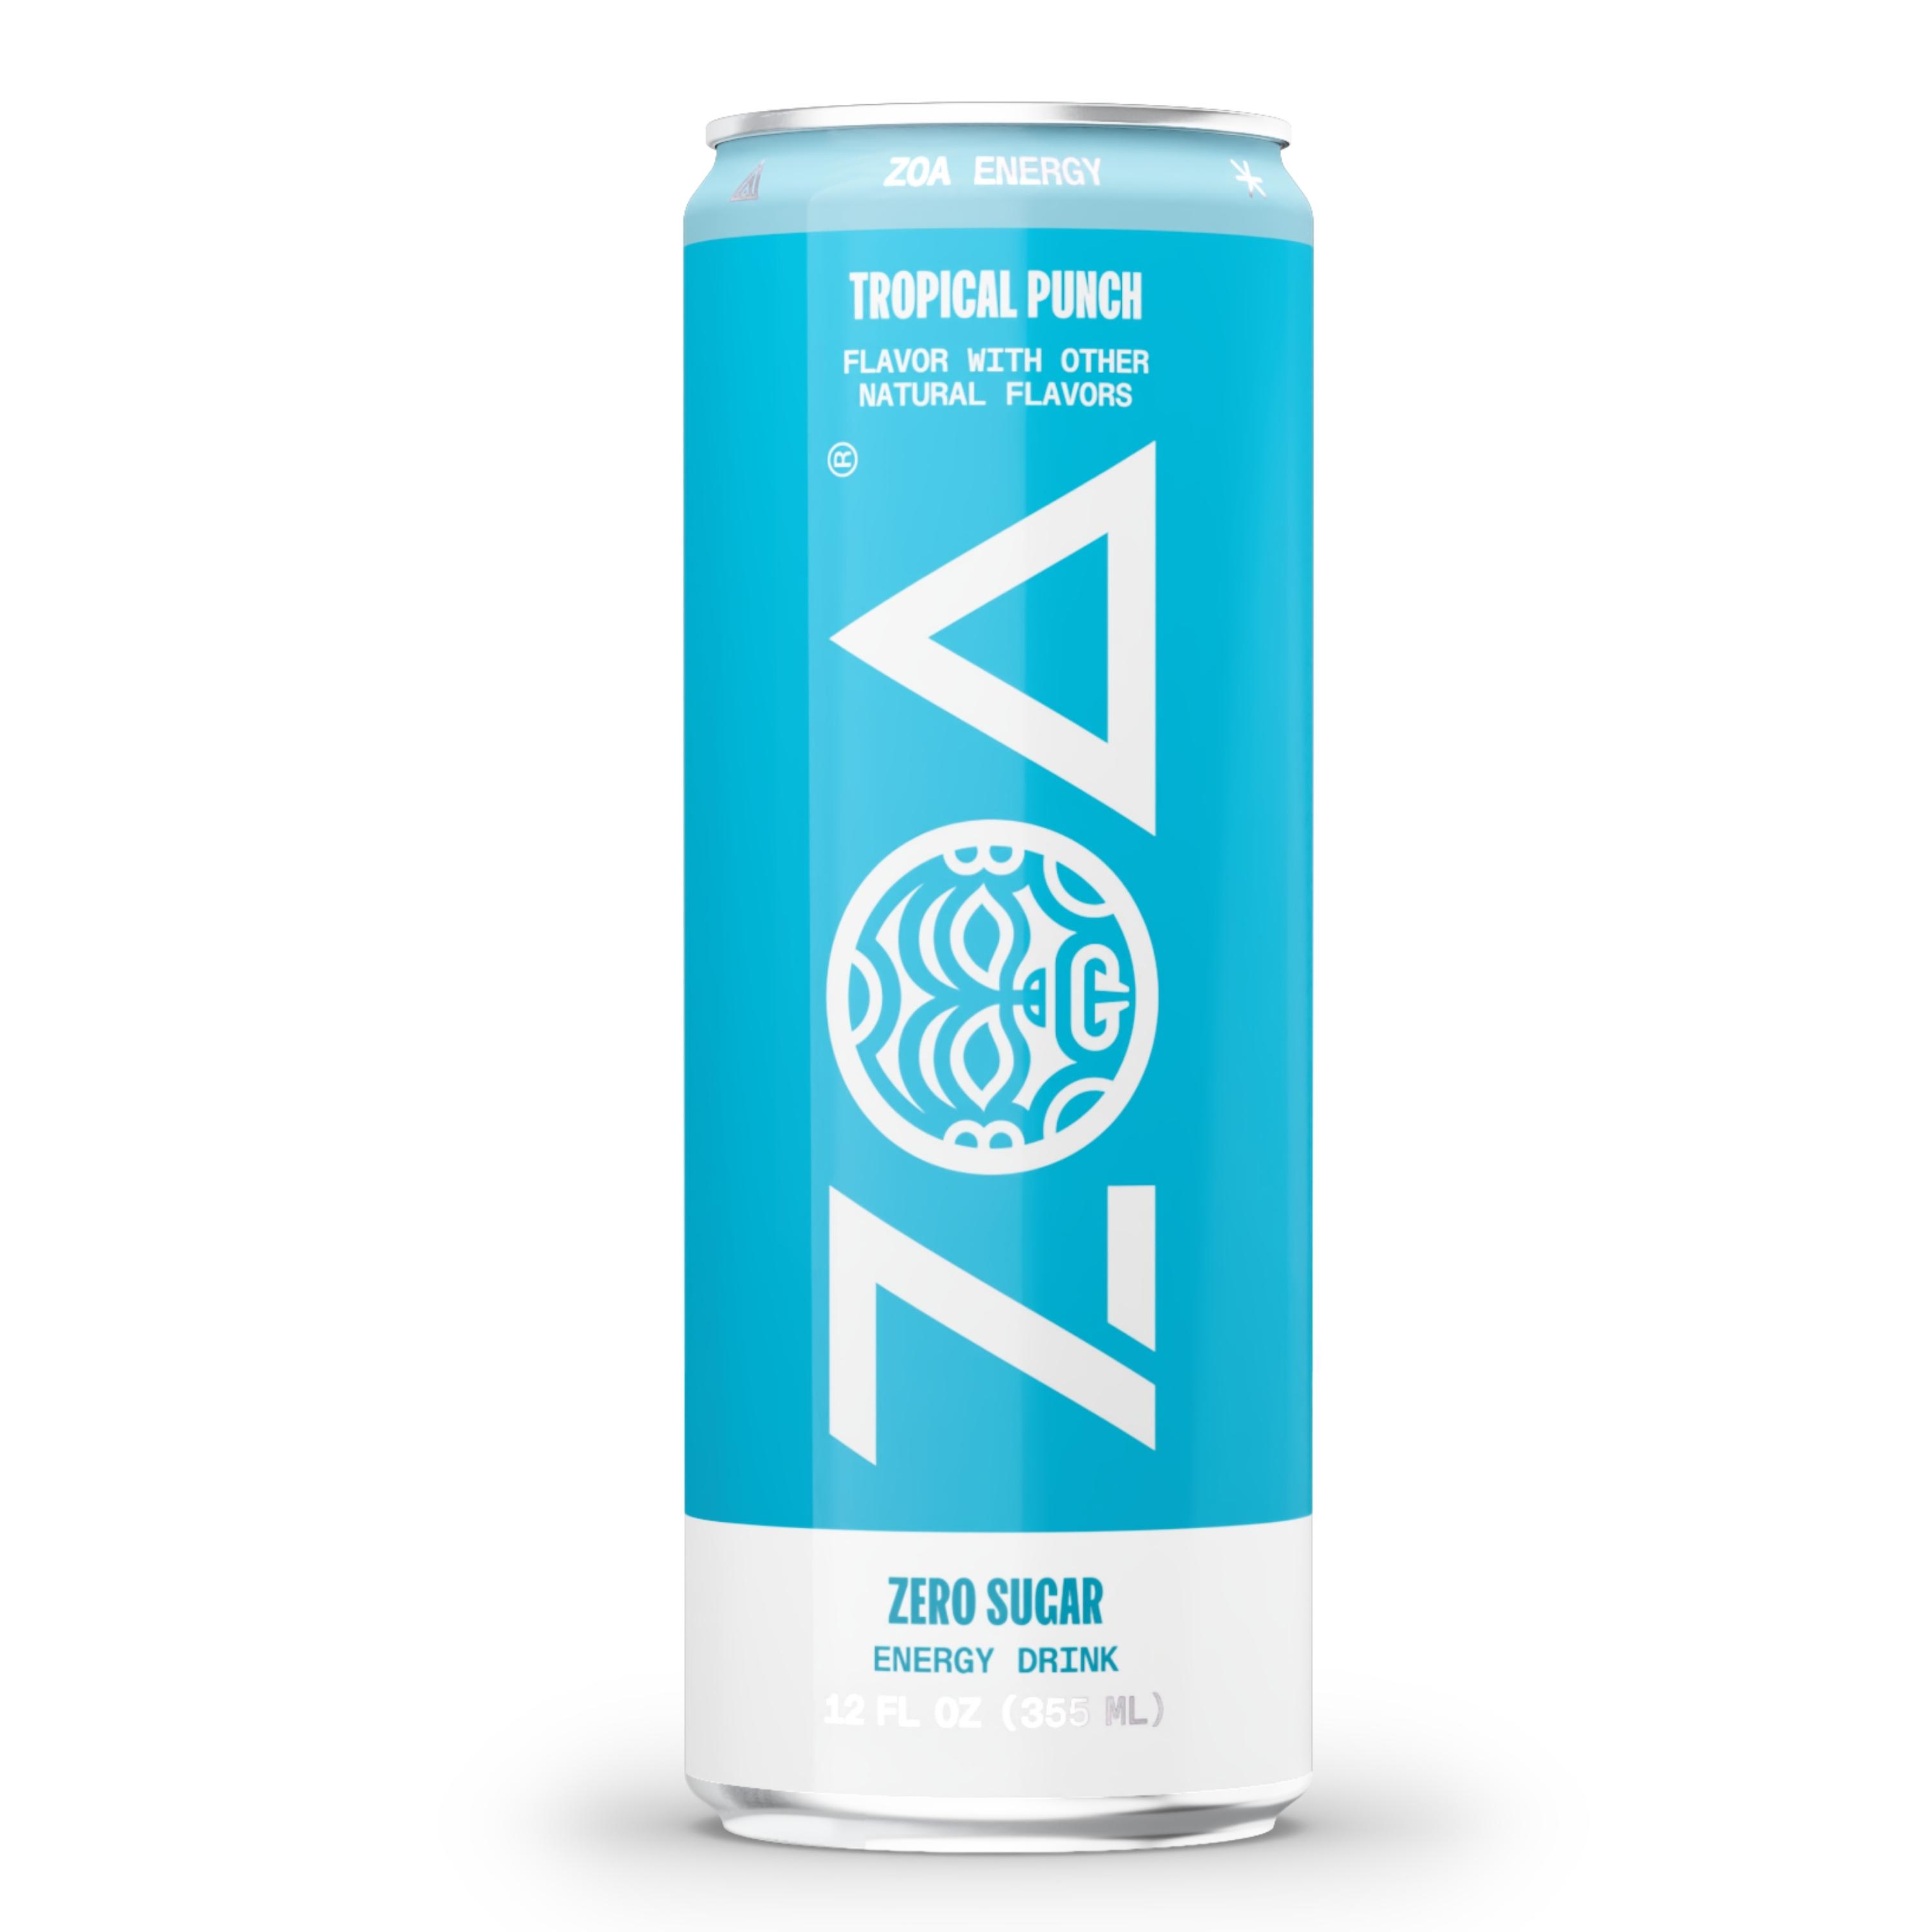 ZOA ENERGY
TROPICAL PUNCH
FLAVOR WITH OTHER
NATURAL FLAVORS
ZOA®
ZERO SUGAR
ENERGY DRINK
12 FL OZ (355 ML)